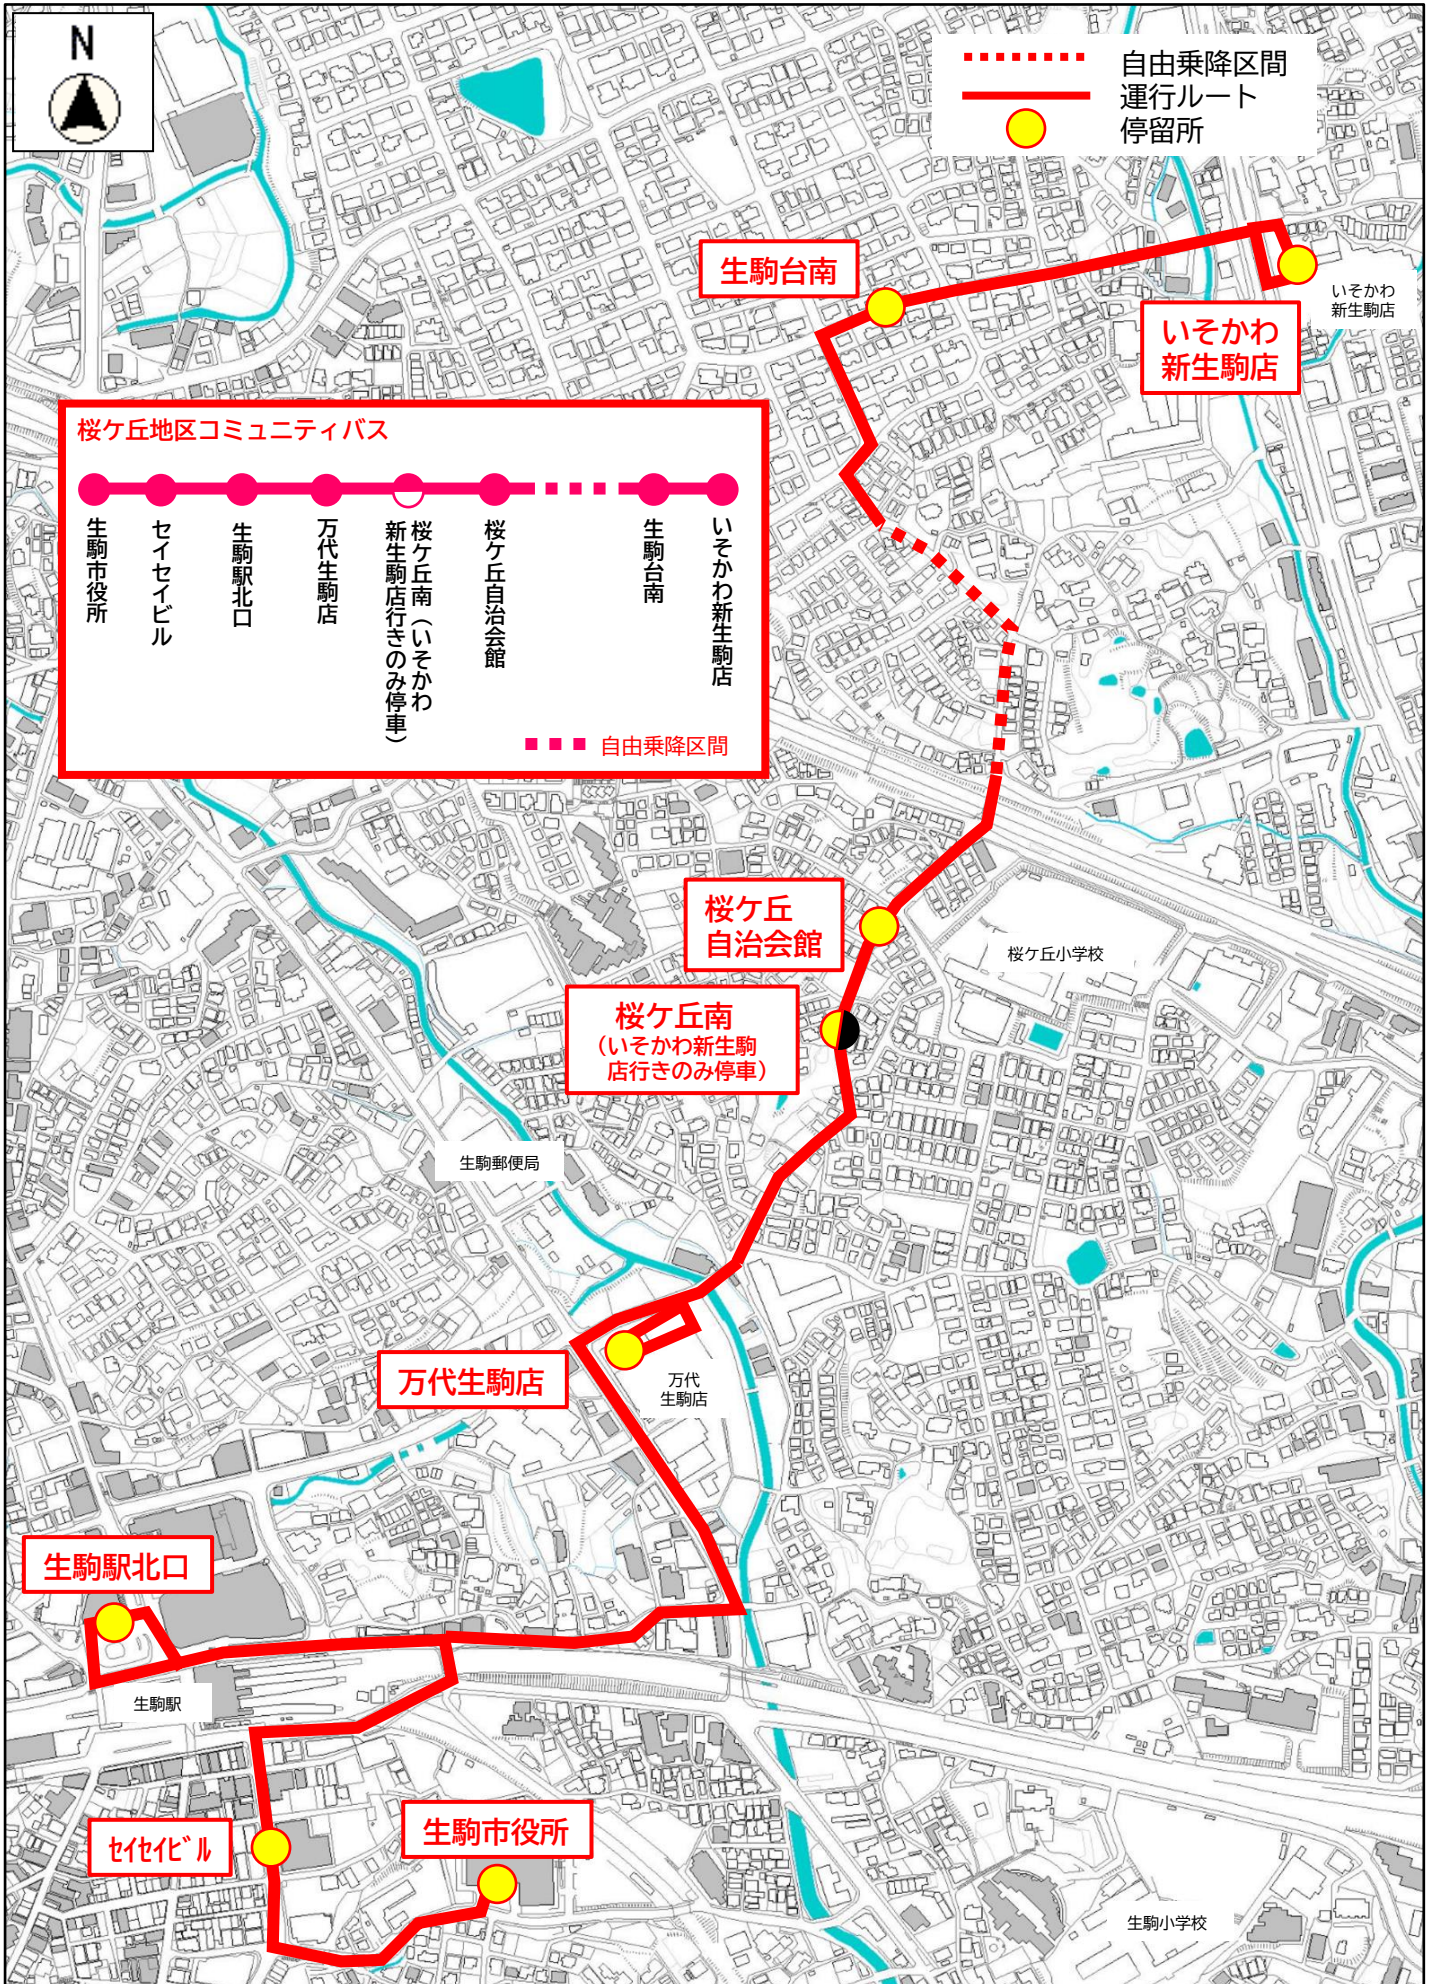 N
自由乗降区間
運行ルート
停留所
生駒台南
いそかわ
新生駒店
いそかわ
新生駒店
桜ケ丘地区コミュニティバス
生駒市役所
セイセイビル
生駒駅北口
万代生駒店
桜ケ丘南（いそかわ
新生駒店行きのみ停車）
桜ケ丘自治会館
生駒台南
いそかわ新生駒店
自由乗降区間
桜ケ丘
自治会館
桜ケ丘小学校
桜ケ丘南
（いそかわ新生駒
店行きのみ停車）
生駒郵便局
万代生駒店
万代
生駒店
生駒駅北口
生駒駅
セイセイビル
生駒市役所
生駒小学校